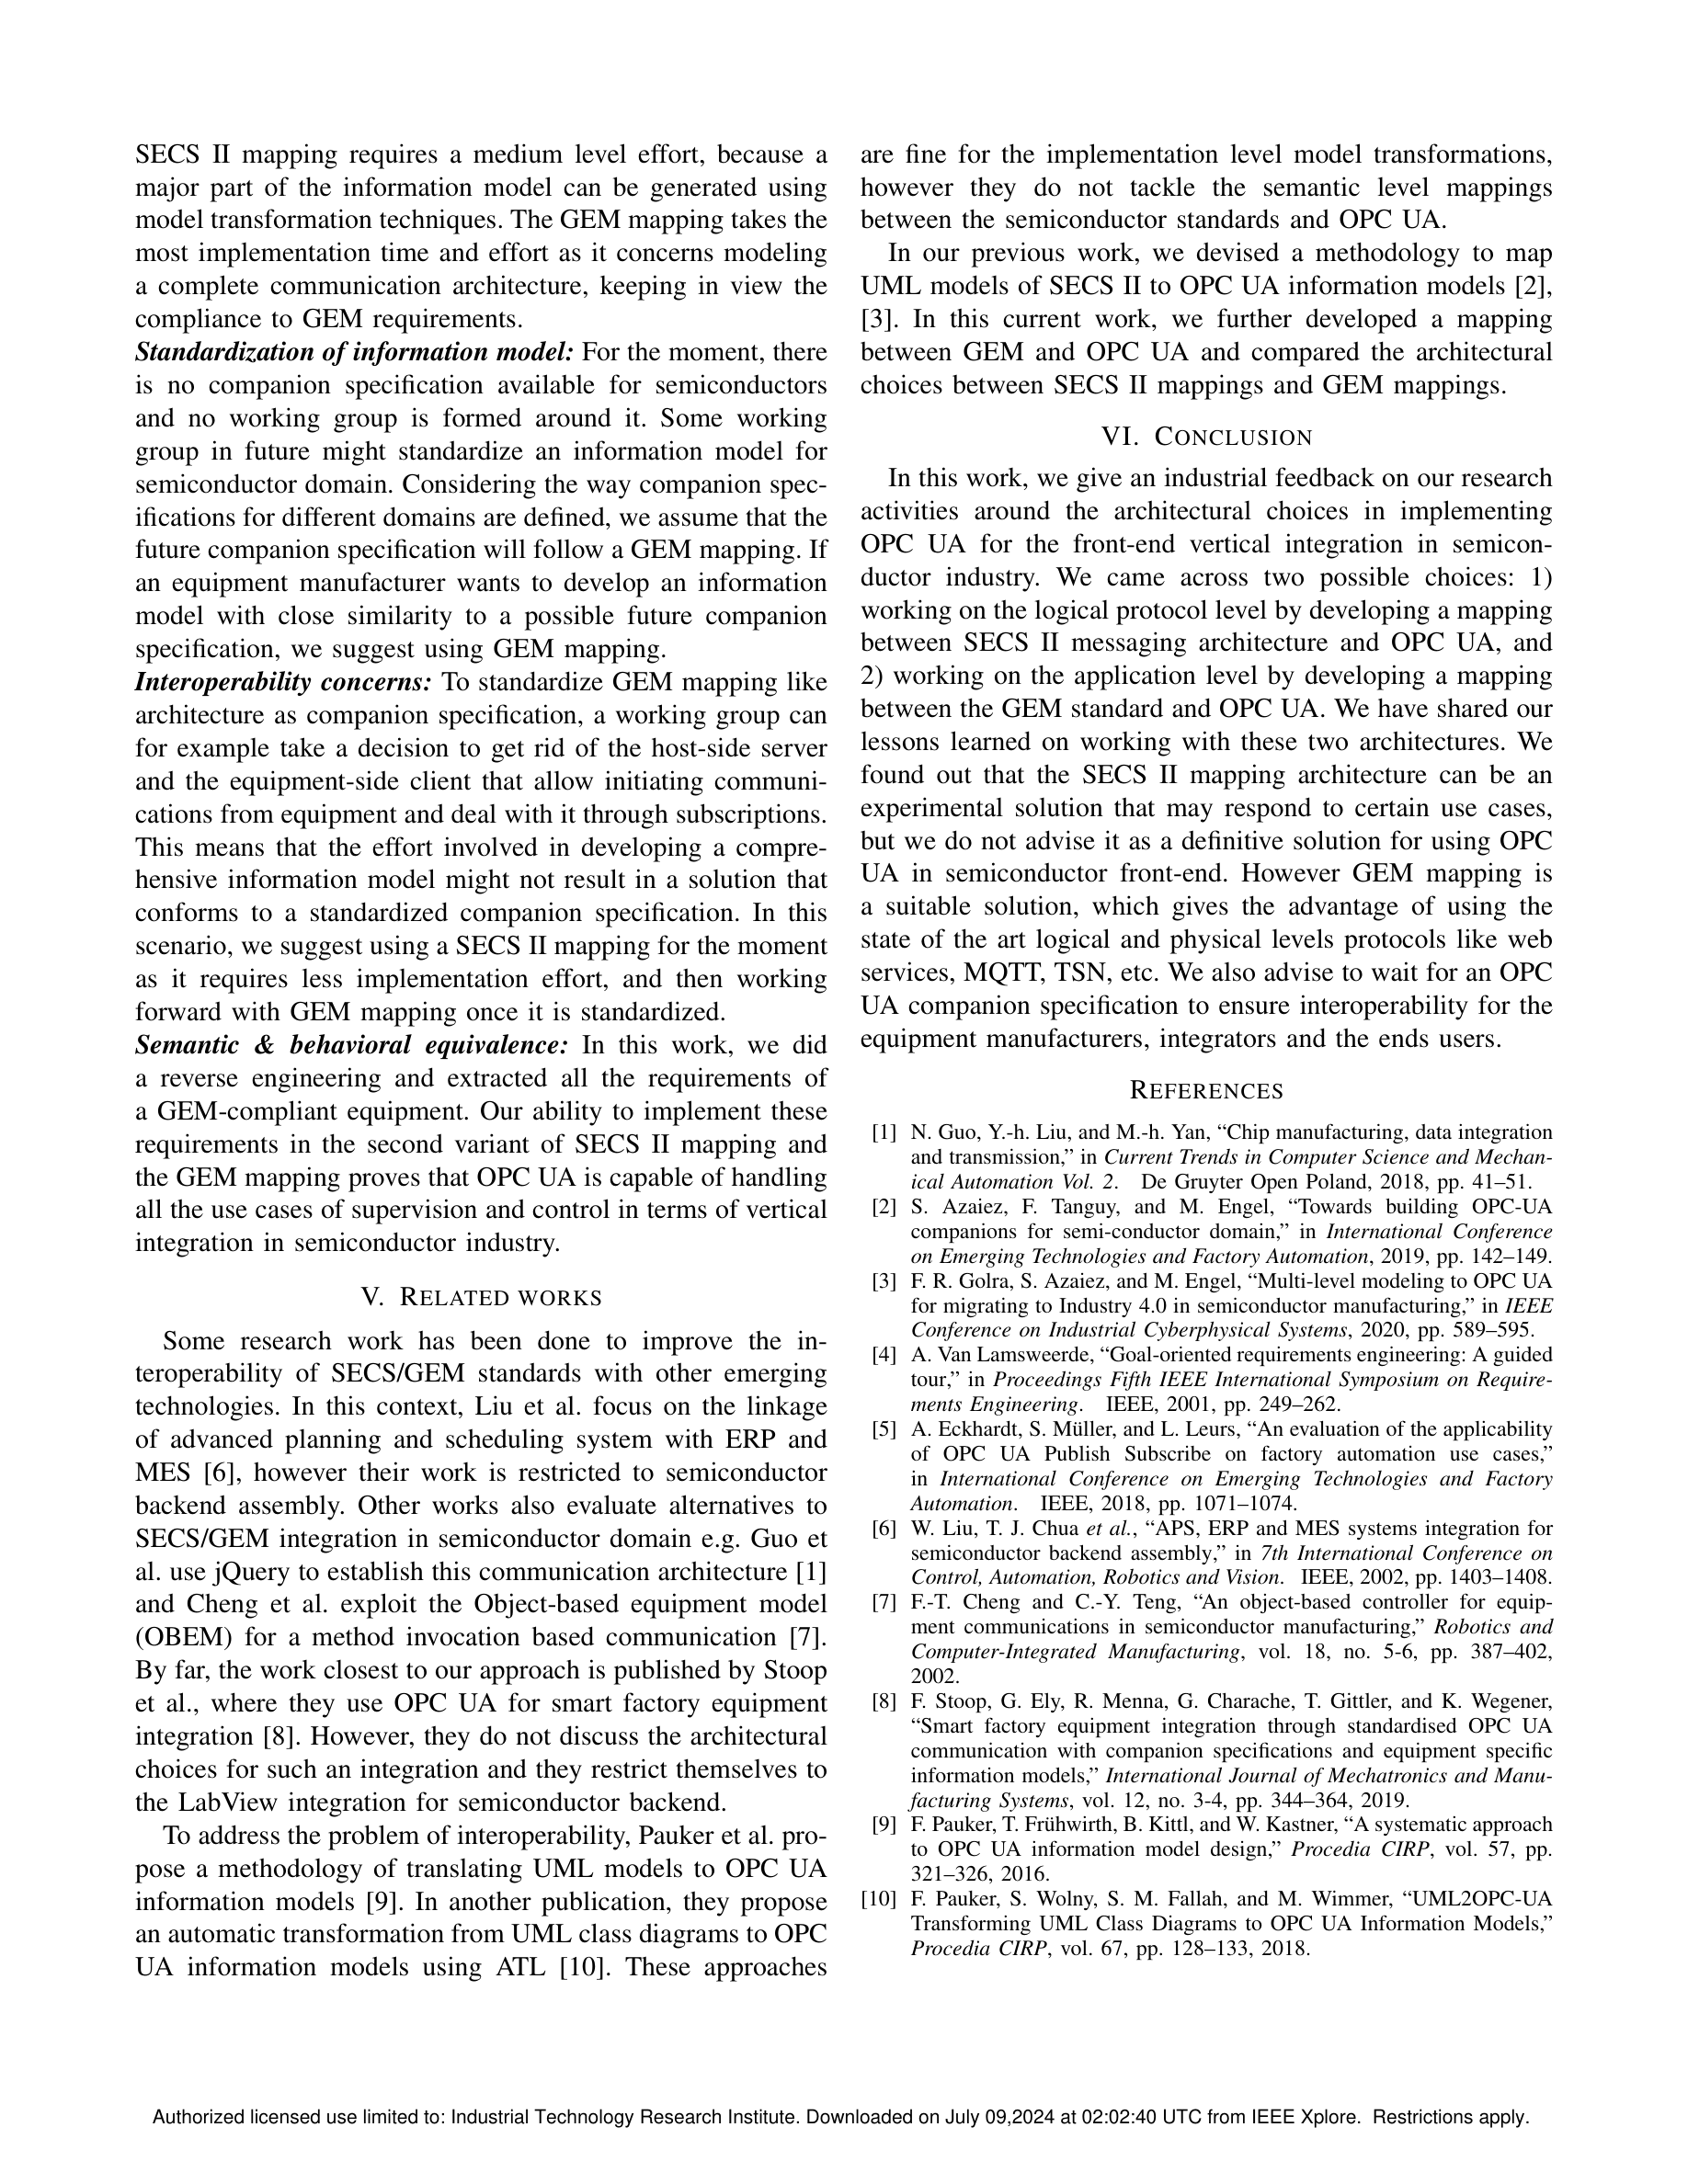 SECS II mapping requires a medium level effort, because a
major part of the information model can be generated using
model transformation techniques. The GEM mapping takes the
most implementation time and effort as it concerns modeling
a complete communication architecture, keeping in view the
compliance to GEM requirements.
Standardization of information model: For the moment, there
is no companion specification available for semiconductors
and no working group is formed around it. Some working
group in future might standardize an information model for
semiconductor domain. Considering the way companion spec-
ifications for different domains are defined, we assume that the
future companion specification will follow a GEM mapping. If
an equipment manufacturer wants to develop an information
model with close similarity to a possible future companion
specification, we suggest using GEM mapping.
Interoperability concerns: To standardize GEM mapping like
architecture as companion specification, a working group can
for example take a decision to get rid of the host-side server
and the equipment-side client that allow initiating communi-
cations from equipment and deal with it through subscriptions.
This means that the effort involved in developing a compre-
hensive information model might not result in a solution that
conforms to a standardized companion specification. In this
scenario, we suggest using a SECS II mapping for the moment
as it requires less implementation effort, and then working
forward with GEM mapping once it is standardized.
Semantic & behavioral equivalence: In this work, we did
a reverse engineering and extracted all the requirements of
a GEM-compliant equipment. Our ability to implement these
requirements in the second variant of SECS II mapping and
the GEM mapping proves that OPC UA is capable of handling
all the use cases of supervision and control in terms of vertical
integration in semiconductor industry.
V. RELATED WORKS
Some research work has been done to improve the in-
teroperability of SECS/GEM standards with other emerging
technologies. In this context, Liu et al. focus on the linkage
of advanced planning and scheduling system with ERP and
MES [6], however their work is restricted to semiconductor
backend assembly. Other works also evaluate alternatives to
SECS/GEM integration in semiconductor domain e.g. Guo et
al. use jQuery to establish this communication architecture [1]
and Cheng et al. exploit the Object-based equipment model
(OBEM) for a method invocation based communication [7].
By far, the work closest to our approach is published by Stoop
et al., where they use OPC UA for smart factory equipment
integration [8]. However, they do not discuss the architectural
choices for such an integration and they restrict themselves to
the LabView integration for semiconductor backend.
To address the problem of interoperability, Pauker et al. pro-
pose a methodology of translating UML models to OPC UA
information models [9]. In another publication, they propose
an automatic transformation from UML class diagrams to OPC
UA information models using ATL [10]. These approaches
are fine for the implementation level model transformations,
however they do not tackle the semantic level mappings
between the semiconductor standards and OPC UA.
In our previous work, we devised a methodology to map
UML models of SECS II to OPC UA information models [2],
[3]. In this current work, we further developed a mapping
between GEM and OPC UA and compared the architectural
choices between SECS II mappings and GEM mappings.
VI. CONCLUSION
In this work, we give an industrial feedback on our research
activities around the architectural choices in implementing
OPC UA for the front-end vertical integration in semicon-
ductor industry. We came across two possible choices: 1)
working on the logical protocol level by developing a mapping
between SECS II messaging architecture and OPC UA, and
2) working on the application level by developing a mapping
between the GEM standard and OPC UA. We have shared our
lessons learned on working with these two architectures. We
found out that the SECS II mapping architecture can be an
experimental solution that may respond to certain use cases,
but we do not advise it as a definitive solution for using OPC
UA in semiconductor front-end. However GEM mapping is
a suitable solution, which gives the advantage of using the
state of the art logical and physical levels protocols like web
services, MQTT, TSN, etc. We also advise to wait for an OPC
UA companion specification to ensure interoperability for the
equipment manufacturers, integrators and the ends users.
REFERENCES
[1] N. Guo, Y.-h. Liu, and M.-h. Yan, “Chip manufacturing, data integration
and transmission,” in Current Trends in Computer Science and Mechan-
ical Automation Vol. 2. De Gruyter Open Poland, 2018, pp. 41–51.
[2] S. Azaiez, F. Tanguy, and M. Engel, “Towards building OPC-UA
companions for semi-conductor domain,” in International Conference
on Emerging Technologies and Factory Automation, 2019, pp. 142–149.
[3] F. R. Golra, S. Azaiez, and M. Engel, “Multi-level modeling to OPC UA
for migrating to Industry 4.0 in semiconductor manufacturing,” in IEEE
Conference on Industrial Cyberphysical Systems, 2020, pp. 589–595.
[4] A. Van Lamsweerde, “Goal-oriented requirements engineering: A guided
tour,” in Proceedings Fifth IEEE International Symposium on Require-
ments Engineering. IEEE, 2001, pp. 249–262.
[5] A. Eckhardt, S. Müller, and L. Leurs, “An evaluation of the applicability
of OPC UA Publish Subscribe on factory automation use cases,”
in International Conference on Emerging Technologies and Factory
Automation. IEEE, 2018, pp. 1071–1074.
[6] W. Liu, T. J. Chua et al., “APS, ERP and MES systems integration for
semiconductor backend assembly,” in 7th International Conference on
Control, Automation, Robotics and Vision. IEEE, 2002, pp. 1403–1408.
[7] F.-T. Cheng and C.-Y. Teng, “An object-based controller for equip-
ment communications in semiconductor manufacturing,” Robotics and
Computer-Integrated Manufacturing, vol. 18, no. 5-6, pp. 387–402,
2002.
[8] F. Stoop, G. Ely, R. Menna, G. Charache, T. Gittler, and K. Wegener,
“Smart factory equipment integration through standardised OPC UA
communication with companion specifications and equipment specific
information models,” International Journal of Mechatronics and Manu-
facturing Systems, vol. 12, no. 3-4, pp. 344–364, 2019.
[9] F. Pauker, T. Frühwirth, B. Kittl, and W. Kastner, “A systematic approach
to OPC UA information model design,” Procedia CIRP, vol. 57, pp.
321–326, 2016.
[10] F. Pauker, S. Wolny, S. M. Fallah, and M. Wimmer, “UML2OPC-UA
Transforming UML Class Diagrams to OPC UA Information Models,”
Procedia CIRP, vol. 67, pp. 128–133, 2018.
Authorized licensed use limited to: Industrial Technology Research Institute. Downloaded on July 09,2024 at 02:02:40 UTC from IEEE Xplore. Restrictions apply.